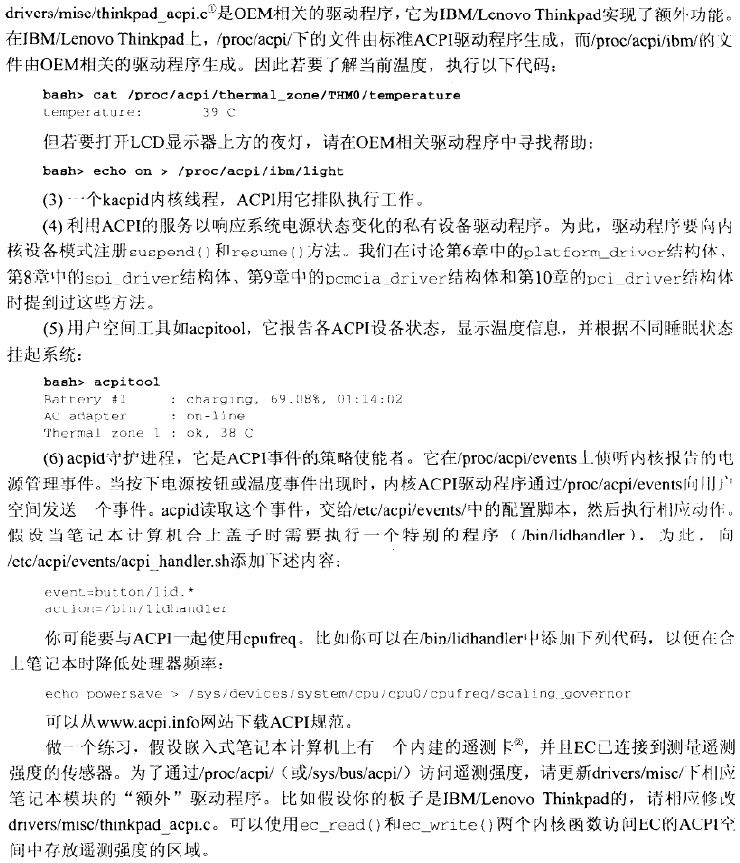 drivers/misc/thinkpad_acpi.c①是OEM相关的驱动程序，它为IBM/Lenovo Thinkpad实现了额外功能。
在IBM/Lenovo Thinkpad上，/proc/acpi/下的文件由标准ACPI驱动程序生成，而/proc/acpi/ibm/的文
件由OEM相关的驱动程序生成。因此若要了解当前温度，执行以下代码：
bash> cat /proc/acpi/thermal_zone/THM0/temperature
temperature: 39 C
但若要打开LCD显示器上方的夜灯，请在OEM相关驱动程序中寻找帮助：
bash> echo on > /proc/acpi/ibm/light
(3) 一个kacpid内核线程，ACPI用它排队执行工作。
(4) 利用ACPI的服务以响应系统电源状态变化的私有设备驱动程序。为此，驱动程序要向内
核设备模式注册suspend()和resume()方法。我们在讨论第6章中的platform_driver结构体、
第8章中的spi_driver结构体、第9章中的pcmcia_driver结构体和第10章的pci_driver结构体
时提到过这些方法。
(5) 用户空间工具如acpitool，它报告各ACPI设备状态，显示温度信息，并根据不同睡眠状态
挂起系统：
bash> acpitool
Battery #1 : charging, 69.08%, 01:14:02
AC adapter : on-line
Thermal zone 1 : ok, 38 C
(6) acpid守护进程，它是ACPI事件的策略使能者。它在/proc/acpi/events上侦听内核报告的电
源管理事件。当按下电源按钮或温度事件出现时，内核ACPI驱动程序通过/proc/acpi/events向用户
空间发送 个事件。acpid读取这个事件，交给/etc/acpi/events/中的配置脚本，然后执行相应动作。
假设当笔记本计算机合上盖子时需要执行一个特别的程序（/bin/lidhandler），为此，向
/etc/acpi/events/acpi_handler.sh添加下述内容：
event=button/lid.*
action=/bin/lidhandler
你可能要与ACPI一起使用cpufreq。比如你可以在/bin/lidhandler中添加下列代码，以便在合
上笔记本时降低处理器频率：
echo powersave > /sys/devices/system/cpu/cpu0/cpufreq/scaling_governor
可以从www.acpi.info网站下载ACPI规范。
做一个练习，假设嵌入式笔记本计算机上有 个内建的遥测卡②，并且EC已连接到测量遥测
强度的传感器。为了通过/proc/acpi/（或/sys/bus/acpi/）访问遥测强度，请更新drivers/misc/下相应
笔记本模块的“额外”驱动程序。比如假设你的板子是IBM/Lenovo Thinkpad的，请相应修改
drivers/misc/thinkpad_acpi.c。可以使用ec_read()和ec_write()两个内核函数访问EC的ACPI空
间中存放遥测强度的区域。